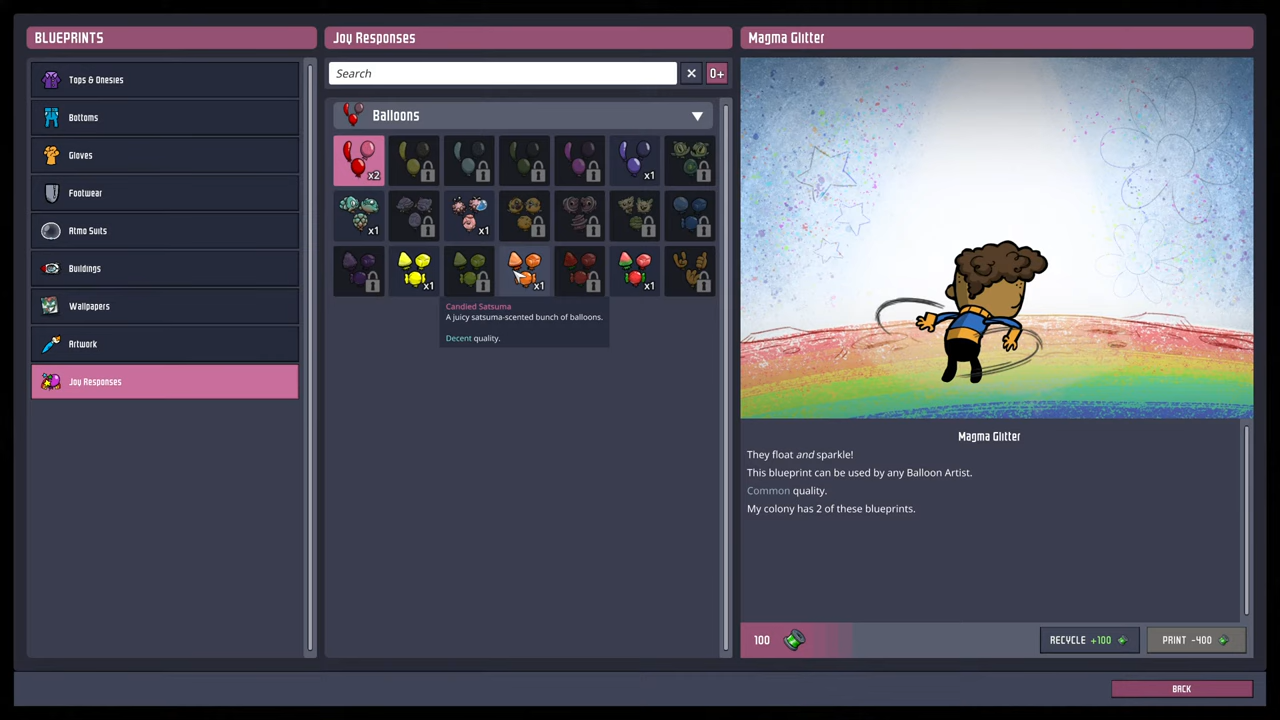 BLUEPRINTS
Tops & Onesies
Bottoms
Gloves
Footwear
Atmo Suits
Buildings
Wallpapers
Artwork
Joy Responses
Joy Responses
Search
0+
Balloons
x2
x1
x1
x1
x1
x1
x1
Candied Satsuma
A juicy satsuma-scented bunch of balloons.
Decent quality.
Magma Glitter
Magma Glitter
They float and sparkle!
This blueprint can be used by any Balloon Artist.
Common quality.
My colony has 2 of these blueprints.
100
RECYCLE +100
PRINT -400
BACK